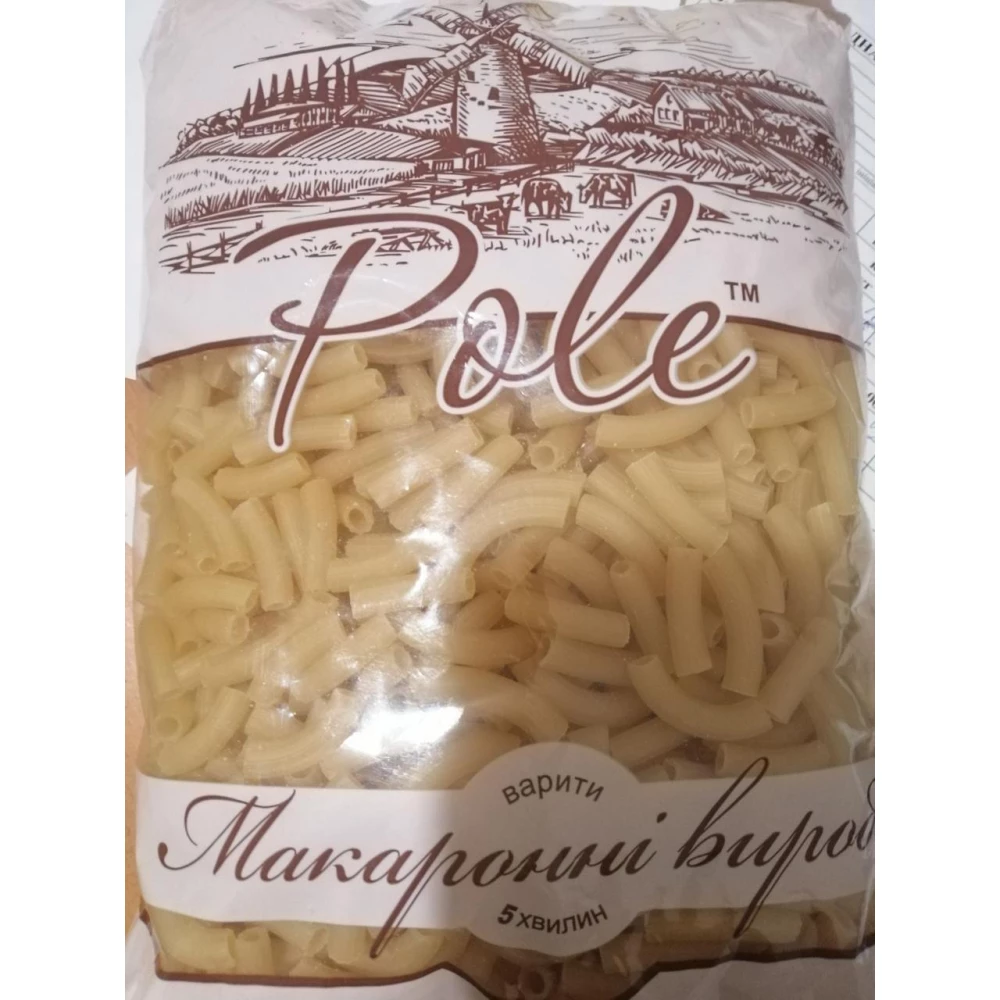 Pole™
варити
Макаронні вироб
5 хвилин